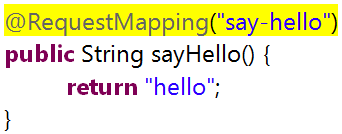 @RequestMapping("say-hello")
public String sayHello() {
return "hello";
}